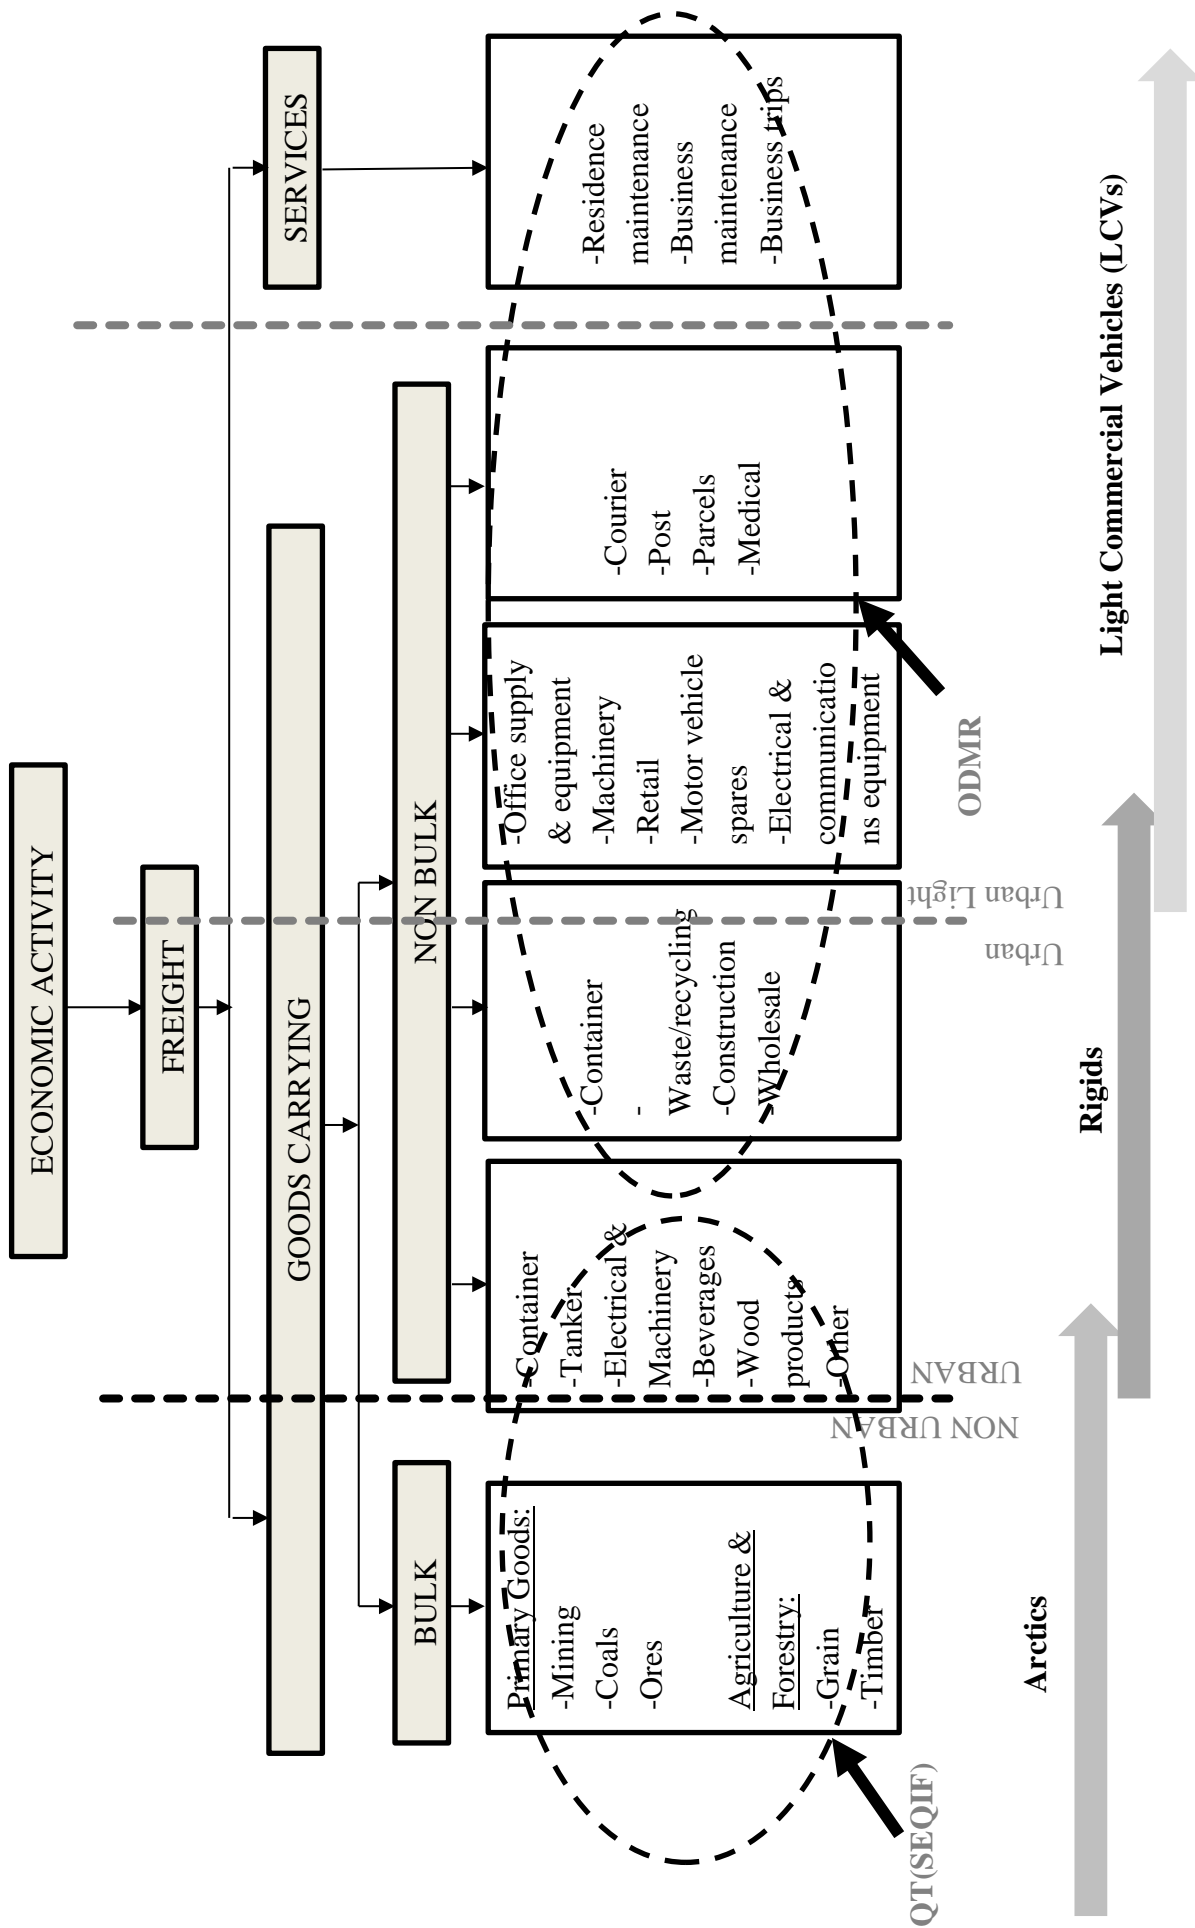 ECONOMIC ACTIVITY
FREIGHT
GOODS CARRYING
SERVICES
BULK
NON BULK
Primary Goods:
-Mining
-Coals
-Ores
Agriculture &
Forestry:
-Grain
-Timber
-Container
-Tanker
-Electrical &
Machinery
-Beverages
-Wood
products
-Other
-Container
-
Waste/recycling
-Construction
-Wholesale
-Office supply
& equipment
-Machinery
-Retail
-Motor vehicle
spares
-Electrical &
communicatio
ns equipment
-Courier
-Post
-Parcels
-Medical
-Residence
maintenance
-Business
maintenance
-Business trips
QT(SEQIF)
NON URBAN
URBAN
Urban
Urban Light
ODMR
Arctics
Rigids
Light Commercial Vehicles (LCVs)